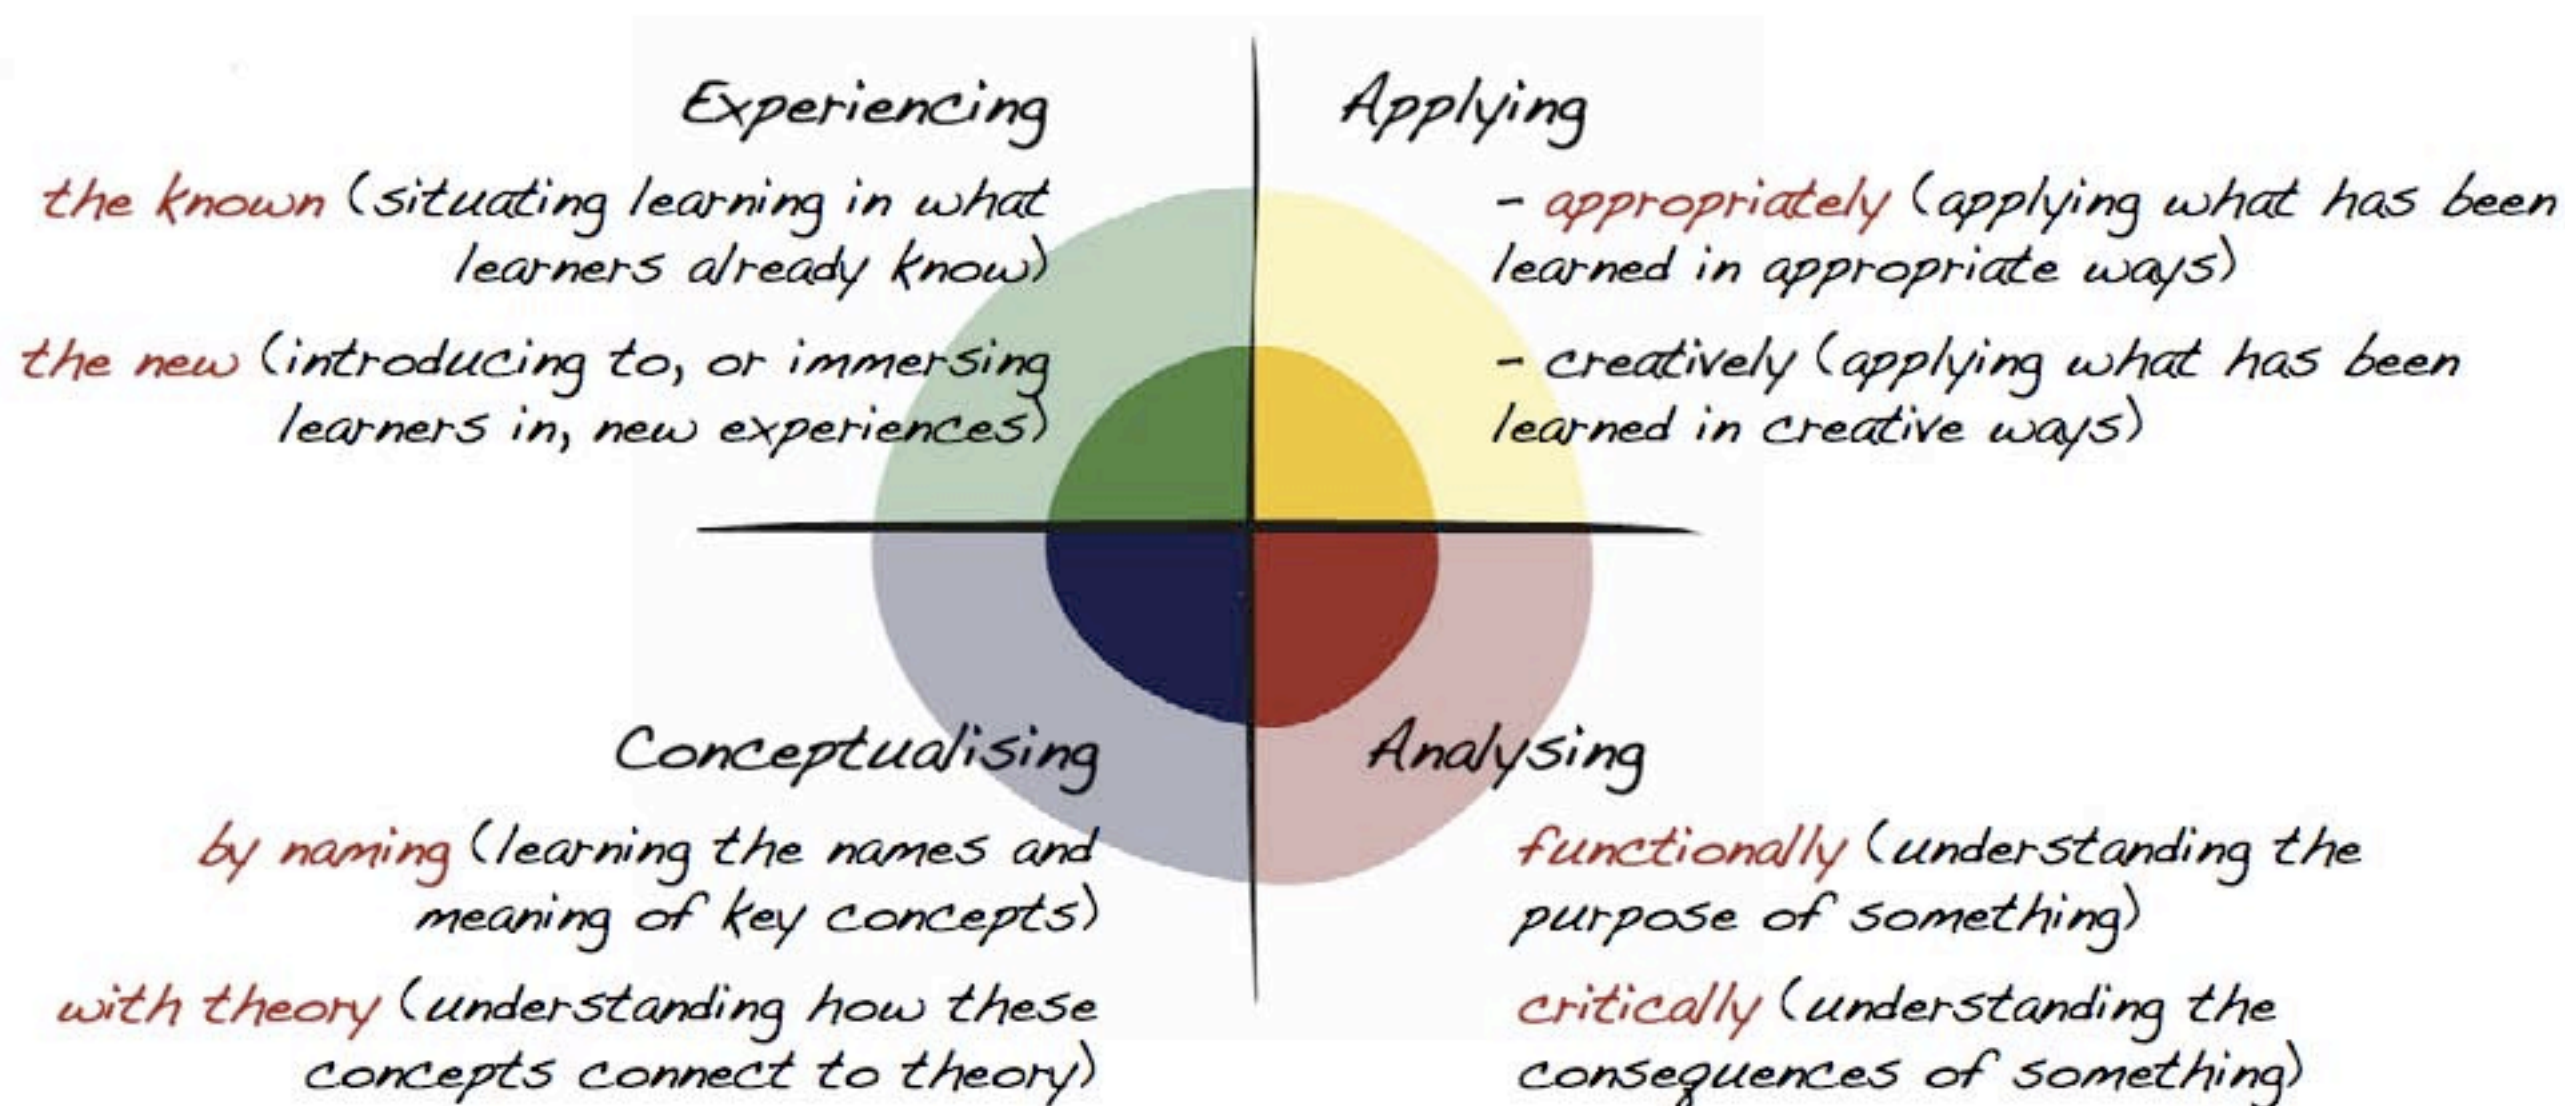 Experiencing
the known (situating learning in what
learners already know)
the new (introducing to, or immersing
learners in, new experiences)
Applying
- appropriately (applying what has been
learned in appropriate ways)
- creatively (applying what has been
learned in creative ways)
Conceptualising
by naming (learning the names and
meaning of key concepts)
with theory (understanding how these
concepts connect to theory)
Analysing
functionally (understanding the
purpose of something)
critically (understanding the
consequences of something)